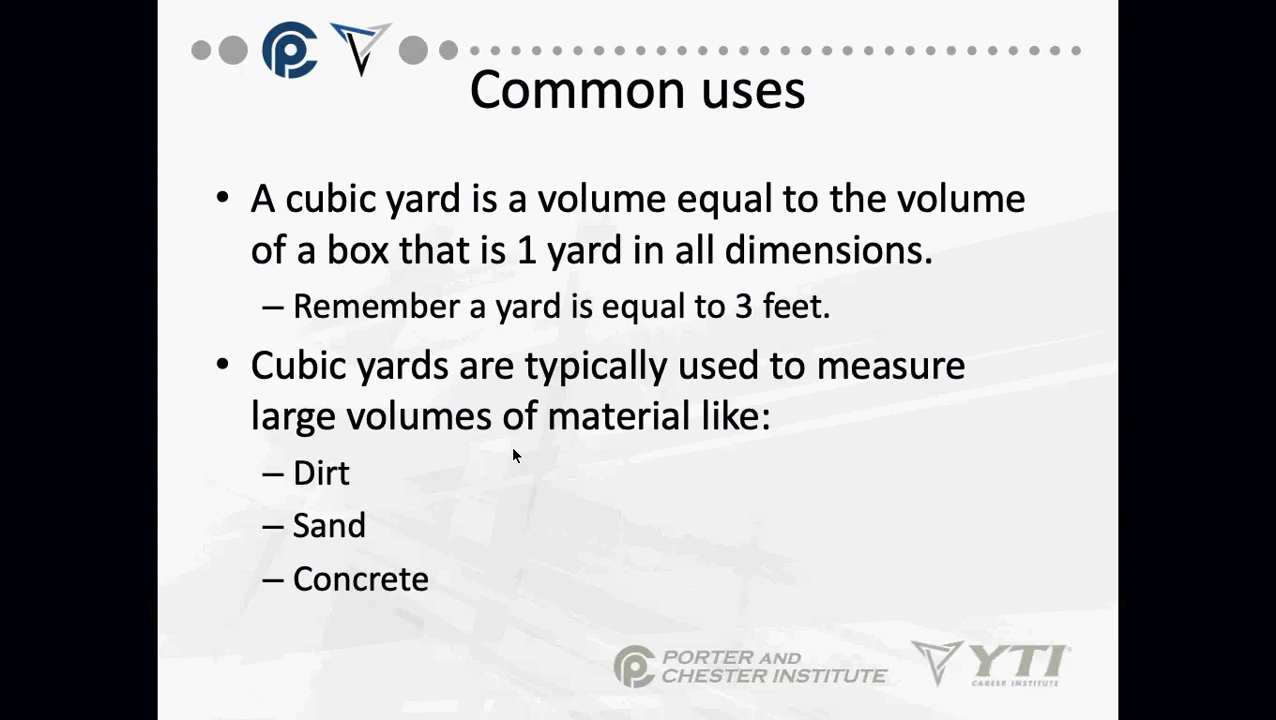 Common uses
• A cubic yard is a volume equal to the volume
of a box that is 1 yard in all dimensions.
– Remember a yard is equal to 3 feet.
• Cubic yards are typically used to measure
large volumes of material like:
– Dirt
– Sand
– Concrete
PORTER AND
CHESTER INSTITUTE
YTI
CAREER INSTITUTE